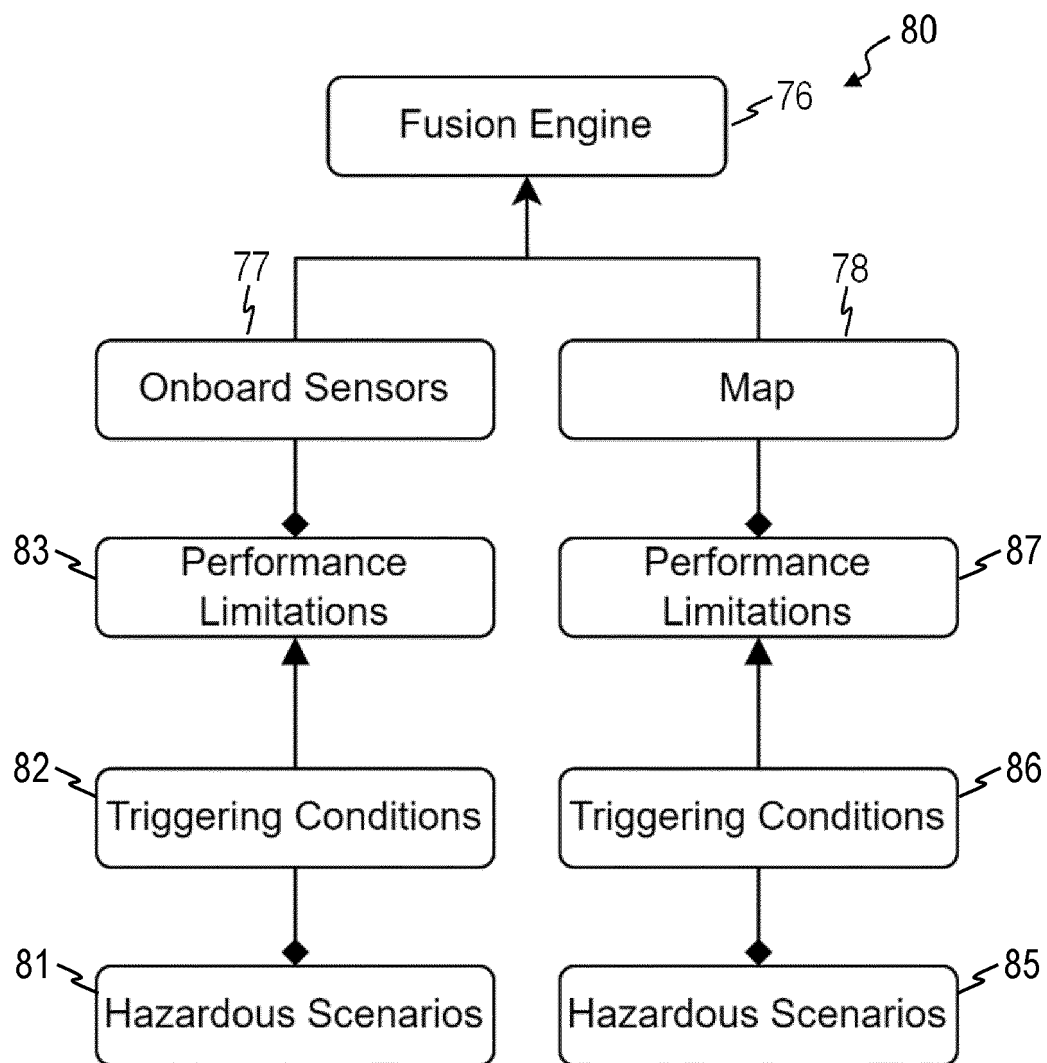 80
Fusion Engine
76
77
78
Onboard Sensors
Map
83
Performance
Limitations
Performance
Limitations
87
82
Triggering Conditions
Triggering Conditions
86
81
Hazardous Scenarios
Hazardous Scenarios
85